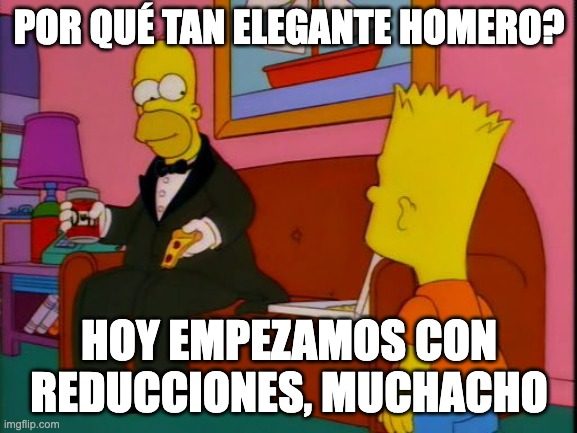 POR QUÉ TAN ELEGANTE HOMERO?
HOY EMPEZAMOS CON
REDUCCIONES, MUCHACHO
imgflip.com